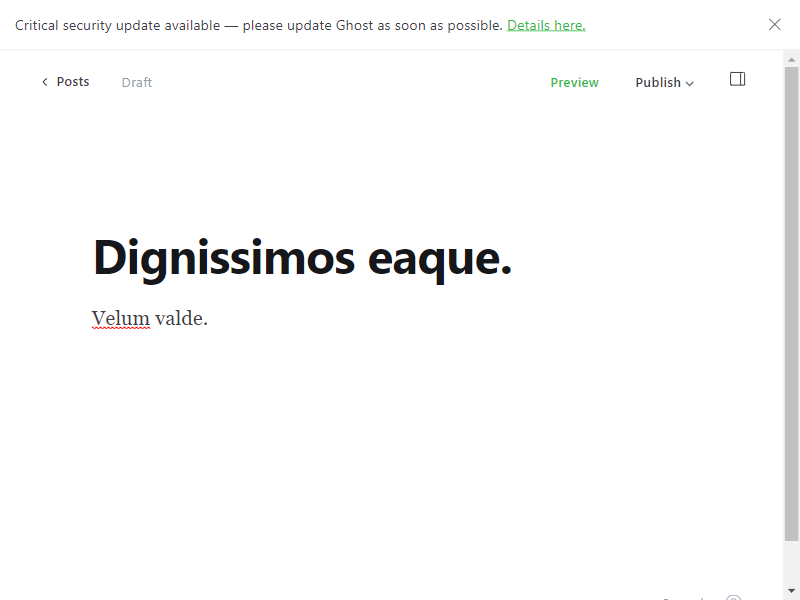 Critical security update available — please update Ghost as soon as possible. Details here.
Posts Draft Preview Publish
Dignissimos eaque.
Velum valde.